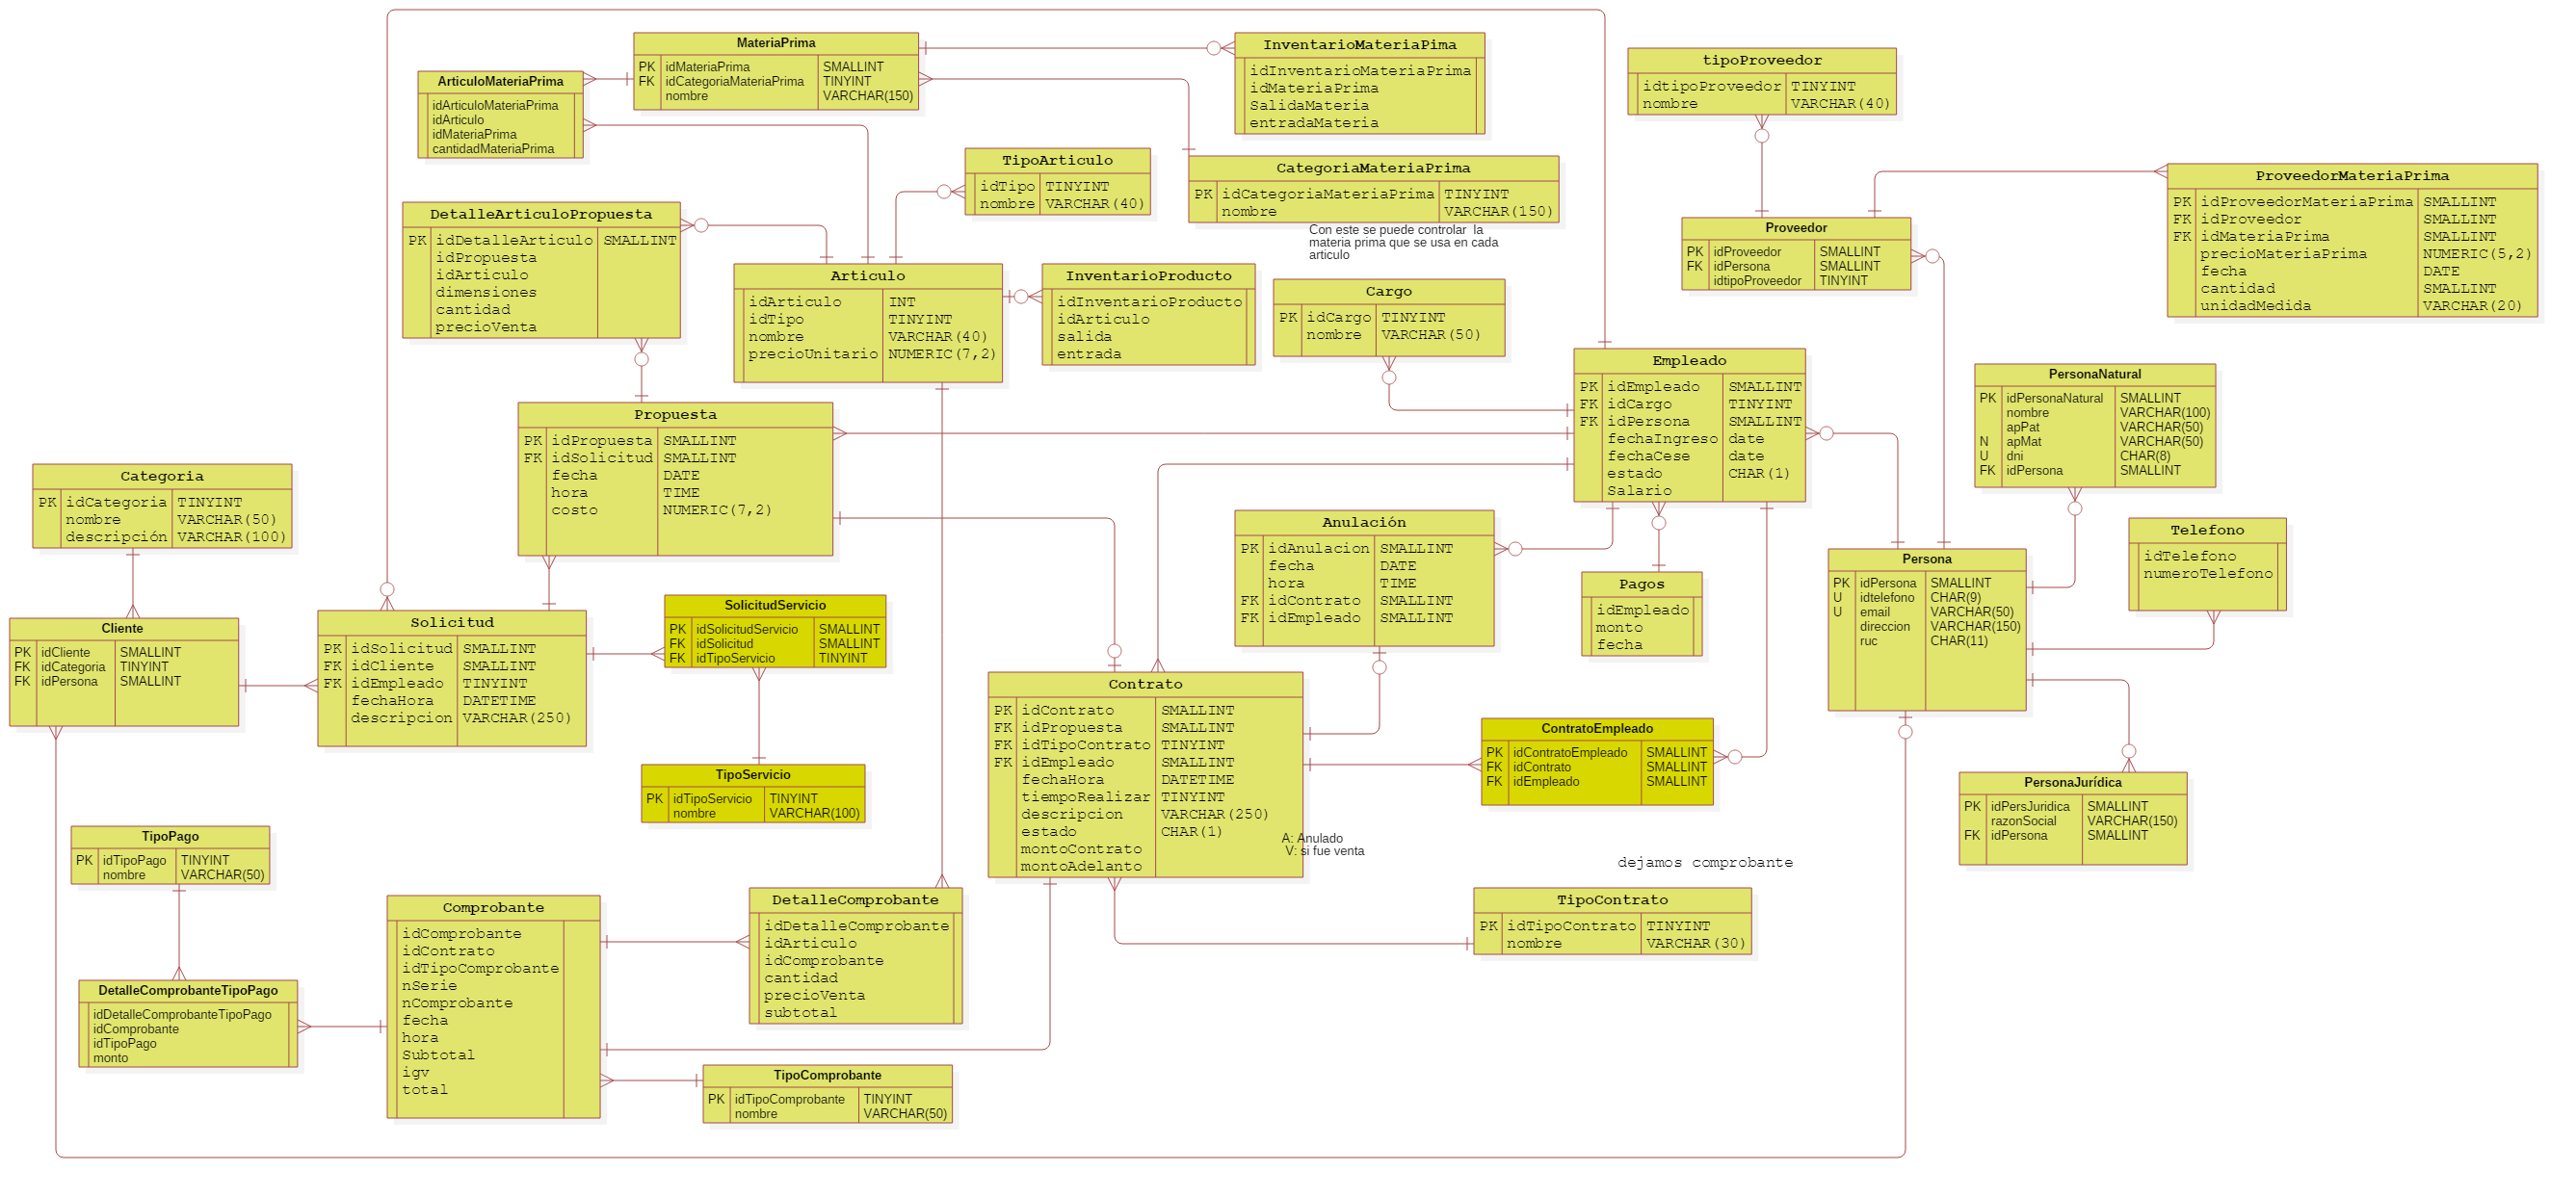 MateriaPrima
PK idMateriaPrima SMALLINT
FK idCategoriaMateriaPrima TINYINT
nombre VARCHAR(150)
InventarioMateriaPima
idInventarioMateriaPrima
idMateriaPrima
SalidaMateria
entradaMateria
tipoProveedor
idtipoProveedor TINYINT
nombre VARCHAR(40)
ArticuloMateriaPrima
idArticuloMateriaPrima
idArticulo
idMateriaPrima
cantidadMateriaPrima
TipoArticulo
idTipo TINYINT
nombre VARCHAR(40)
CategoriaMateriaPrima
PK idCategoriaMateriaPrima TINYINT
nombre VARCHAR(150)
Con este se puede controlar la
materia prima que se usa en cada
articulo
ProveedorMateriaPrima
PK idProveedorMateriaPrima SMALLINT
FK idProveedor SMALLINT
FK idMateriaPrima SMALLINT
precioMateriaPrima NUMERIC(5,2)
fecha DATE
cantidad SMALLINT
unidadMedida VARCHAR(20)
DetalleArticuloPropuesta
PK idDetalleArticulo SMALLINT
idPropuesta
idArticulo
dimensiones
cantidad
precioVenta
Proveedor
PK idProveedor SMALLINT
FK idPersona SMALLINT
idtipoProveedor TINYINT
Articulo
idArticulo INT
idTipo TINYINT
nombre VARCHAR(40)
precioUnitario NUMERIC(7,2)
InventarioProducto
idInventarioProducto
idArticulo
salida
entrada
Cargo
PK idCargo TINYINT
nombre VARCHAR(50)
Empleado
PK idEmpleado SMALLINT
FK idCargo TINYINT
FK idPersona SMALLINT
fechaIngreso date
fechaCese date
estado CHAR(1)
Salario
PersonaNatural
PK idPersonaNatural SMALLINT
nombre VARCHAR(100)
apPat VARCHAR(50)
N apMat VARCHAR(50)
U dni CHAR(8)
FK idPersona SMALLINT
Propuesta
PK idPropuesta SMALLINT
FK idSolicitud SMALLINT
fecha DATE
hora TIME
costo NUMERIC(7,2)
Categoria
PK idCategoria TINYINT
nombre VARCHAR(50)
descripción VARCHAR(100)
Anulación
PK idAnulacion SMALLINT
fecha DATE
hora TIME
FK idContrato SMALLINT
FK idEmpleado SMALLINT
Telefono
idTelefono
numeroTelefono
Persona
PK idPersona SMALLINT
U idtelefono CHAR(9)
U email VARCHAR(50)
direccion VARCHAR(150)
ruc CHAR(11)
Pagos
idEmpleado
monto
fecha
SolicitudServicio
PK idSolicitudServicio SMALLINT
FK idSolicitud SMALLINT
FK idTipoServicio TINYINT
Solicitud
PK idSolicitud SMALLINT
FK idCliente SMALLINT
FK idEmpleado TINYINT
fechaHora DATETIME
descripcion VARCHAR(250)
Cliente
PK idCliente SMALLINT
FK idCategoria TINYINT
FK idPersona SMALLINT
Contrato
PK idContrato SMALLINT
FK idPropuesta SMALLINT
FK idTipoContrato TINYINT
FK idEmpleado SMALLINT
fechaHora DATETIME
tiempoRealizar TINYINT
descripcion VARCHAR(250)
estado CHAR(1)
montoContrato
montoAdelanto
A: Anulado
V: si fue venta
ContratoEmpleado
PK idContratoEmpleado SMALLINT
FK idContrato SMALLINT
FK idEmpleado SMALLINT
TipoServicio
PK idTipoServicio TINYINT
nombre VARCHAR(100)
PersonaJurídica
PK idPersJuridica SMALLINT
razonSocial VARCHAR(150)
FK idPersona SMALLINT
TipoPago
PK idTipoPago TINYINT
nombre VARCHAR(50)
dejamos comprobante
DetalleComprobante
idDetalleComprobante
idArticulo
idComprobante
cantidad
precioVenta
subtotal
TipoContrato
PK idTipoContrato TINYINT
nombre VARCHAR(30)
Comprobante
idComprobante
idContrato
idTipoComprobante
nSerie
nComprobante
fecha
hora
Subtotal
igv
total
DetalleComprobanteTipoPago
idDetalleComprobanteTipoPago
idComprobante
idTipoPago
monto
TipoComprobante
PK idTipoComprobante TINYINT
nombre VARCHAR(50)